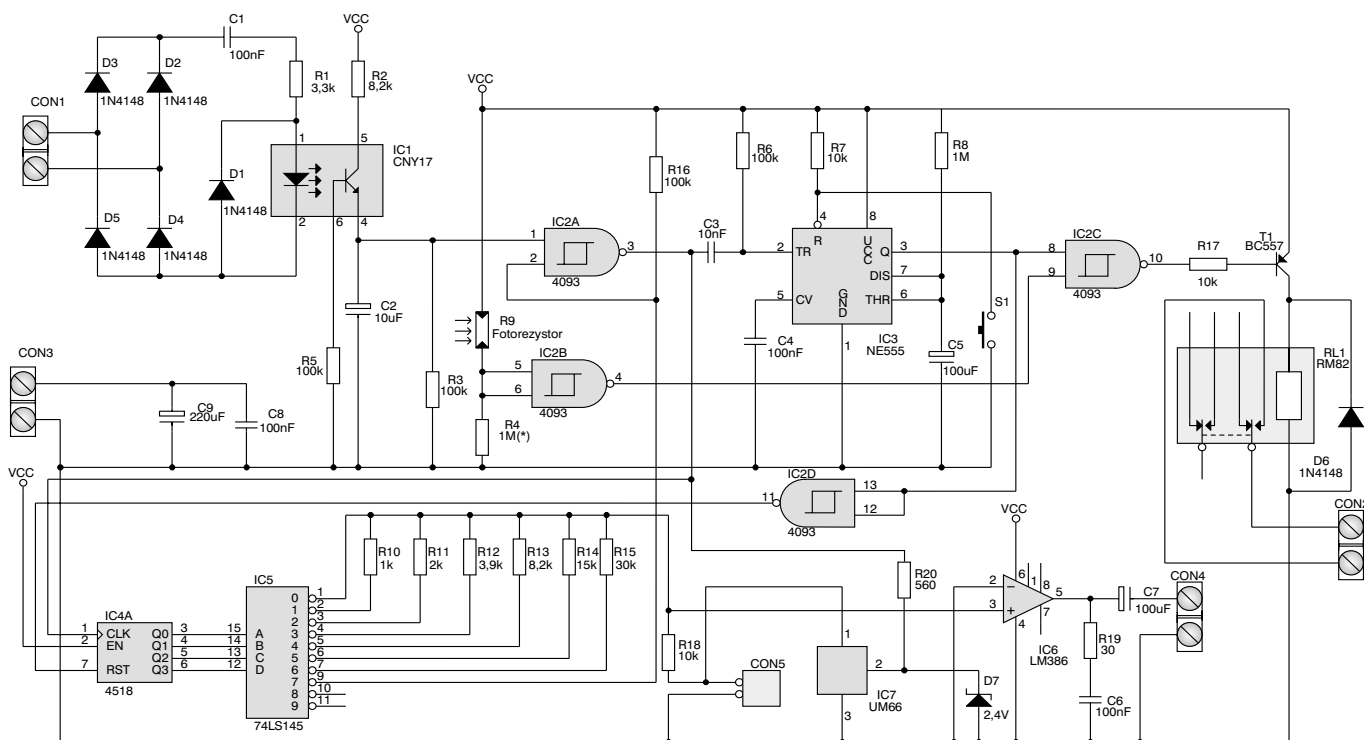 C1
100nF
VCC
D3
1N4148
D2
1N4148
R1
3,3k
R2
8,2k
CON1
1
5
IC1
CNY17
D1
1N4148
2
6
4
D5
1N4148
D4
1N4148
VCC
R16
100k
R6
100k
R7
10k
R8
1M
IC2A
1
2
3
4093
C3
10nF
4
8
2
TR
R
U
C
C
Q
3
DIS
7
5
CV
G
N
D
THR
6
1
IC3
NE555
C4
100nF
C5
100uF
S1
IC2C
8
9
10
4093
R17
10k
T1
BC557
C2
10uF
R9
Fotorezystor
IC2B
5
6
4
4093
R5
100k
R3
100k
R4
1M(*)
RL1
RM82
D6
1N4148
CON3
C9
220uF
C8
100nF
VCC
IC2D
11
13
12
4093
CON2
IC5
0
1
2
3
4
5
6
7
8
9
1
2
3
4
5
6
7
9
10
11
A
B
C
D
15
14
13
12
74LS145
R10
1k
R11
2k
R12
3,9k
R13
8,2k
R14
15k
R15
30k
IC4A
1
CLK
Q0
3
2
EN
Q1
4
Q2
5
7
RST
Q3
6
4518
R18
10k
CON5
R20
560
1
2
3
IC7
UM66
D7
2,4V
VCC
2
3
6
1
8
5
7
4
IC6
LM386
C7
100uF
CON4
R19
30
C6
100nF